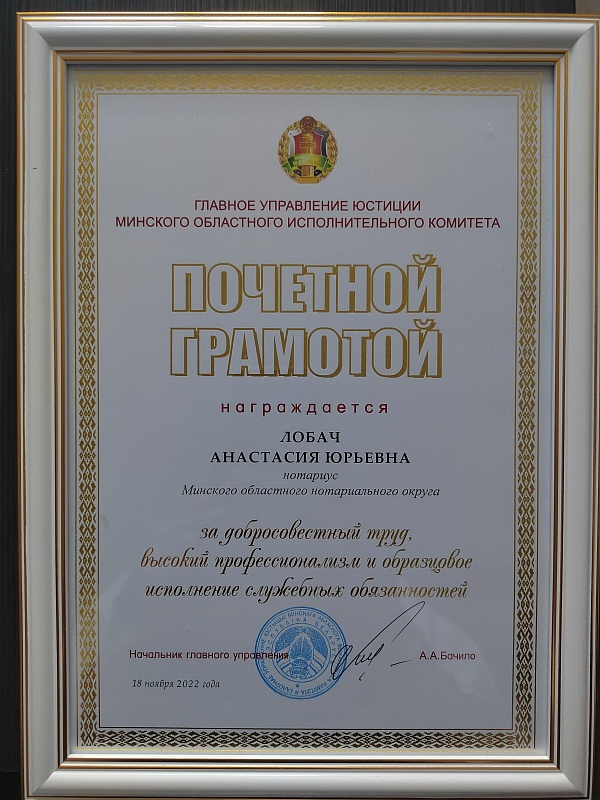 ГЛАВНОЕ УПРАВЛЕНИЕ ЮСТИЦИИ
МИНСКОГО ОБЛАСТНОГО ИСПОЛНИТЕЛЬНОГО КОМИТЕТА
ПОЧЕТНОЙ
ГРАМОТОЙ
награждается
ЛОБАЧ
АНАСТАСИЯ ЮРЬЕВНА
нотариус
Минского областного нотариального округа
за добросовестный труд,
высокий профессионализм и образцовое
исполнение служебных обязанностей
Начальник главного управления
А.А.Бачило
18 ноября 2022 года